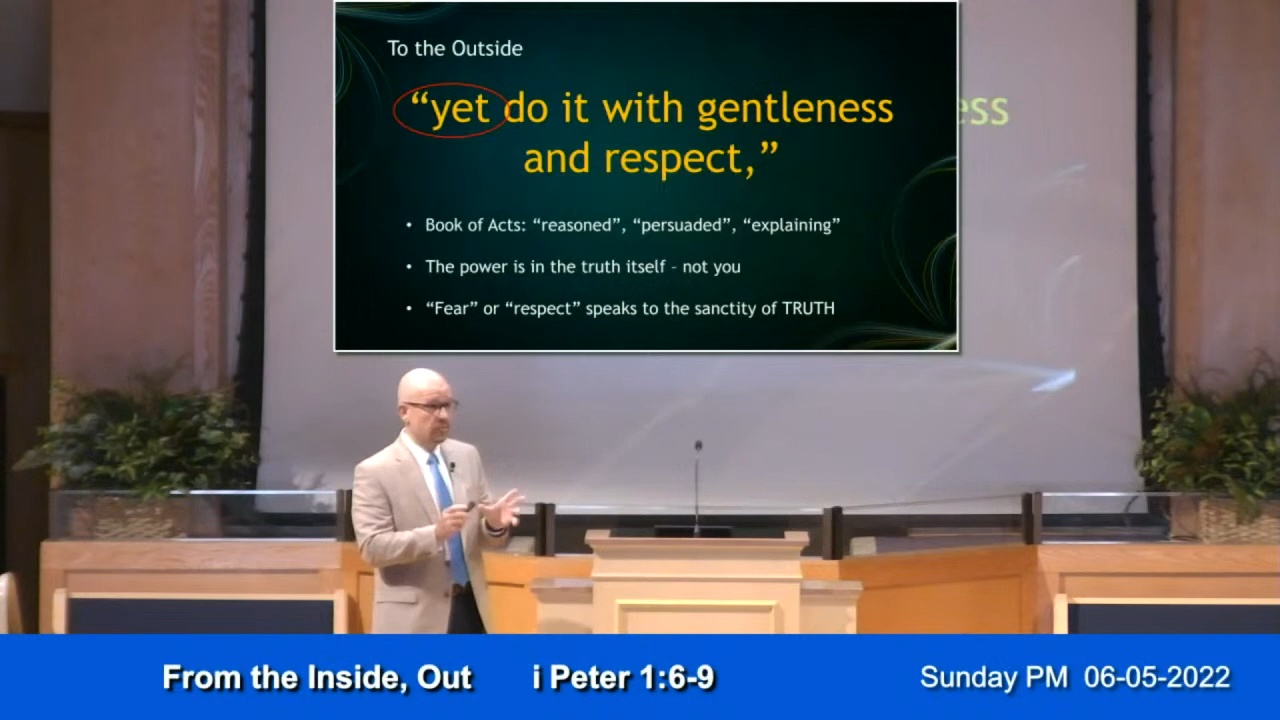 To the Outside
“yet do it with gentleness
and respect,”
ess
• Book of Acts: “reasoned”, “persuaded”, “explaining”
• The power is in the truth itself – not you
• “Fear” or “respect” speaks to the sanctity of TRUTH
From the Inside, Out i Peter 1:6-9 Sunday PM 06-05-2022